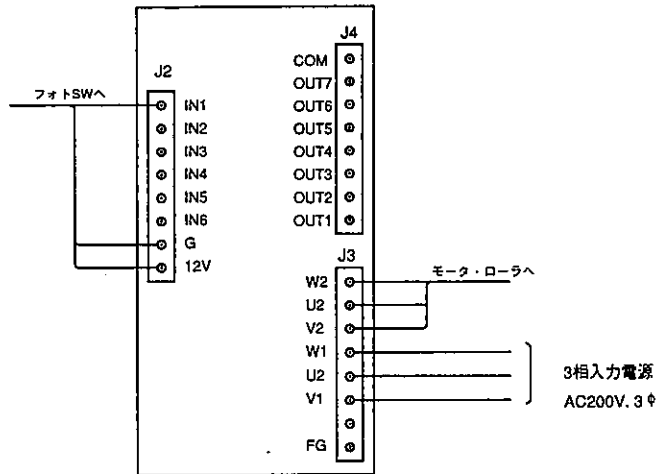 J2
フォトSWへ
IN1
IN2
IN3
IN4
IN5
IN6
G
12V
J4
COM
OUT7
OUT6
OUT5
OUT4
OUT3
OUT2
OUT1
J3
W2
U2
V2
W1
U2
V1
FG
モータ・ローラへ
3相入力電源
AC200V. 3φ